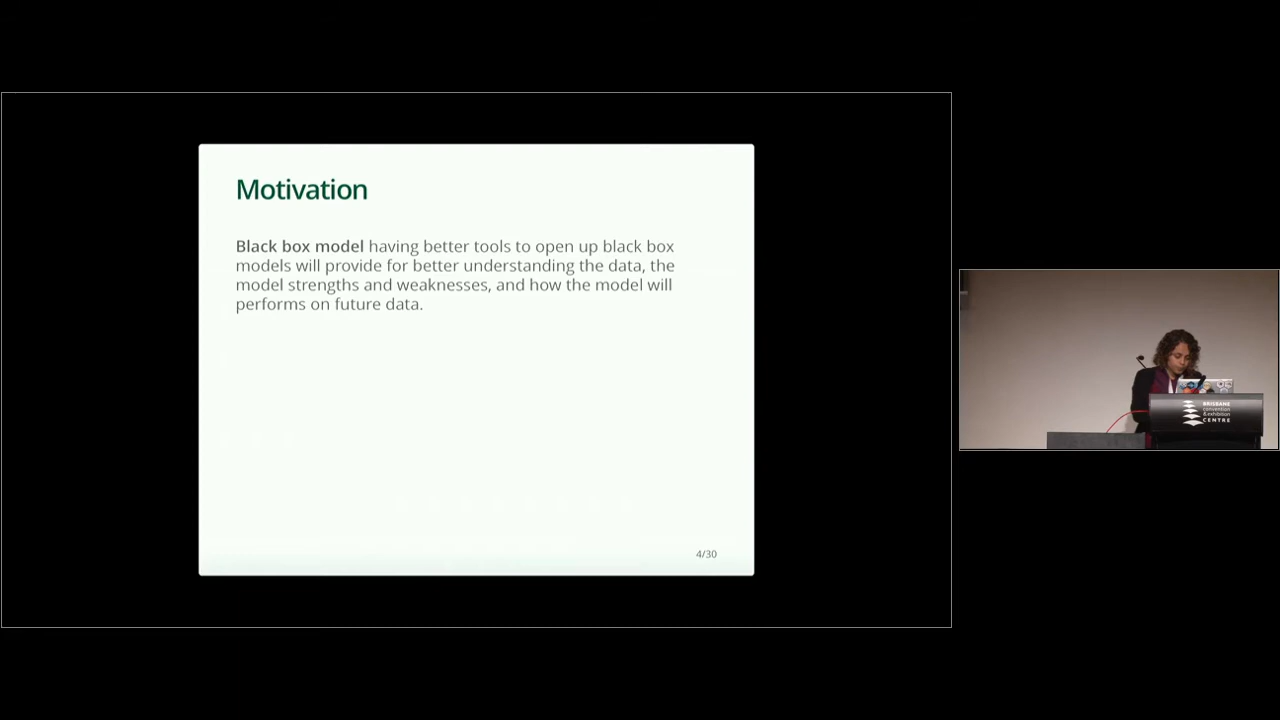 Motivation
Black box model having better tools to open up black box
models will provide for better understanding the data, the
model strengths and weaknesses, and how the model will
performs on future data.
4/30
BRISBANE
convention
& exhibition
CENTRE